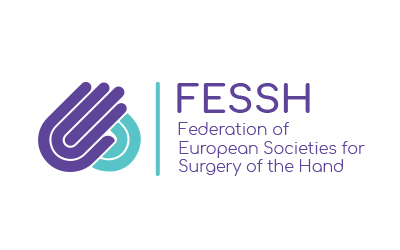 FESSH
Federation of
European Societies for
Surgery of the Hand